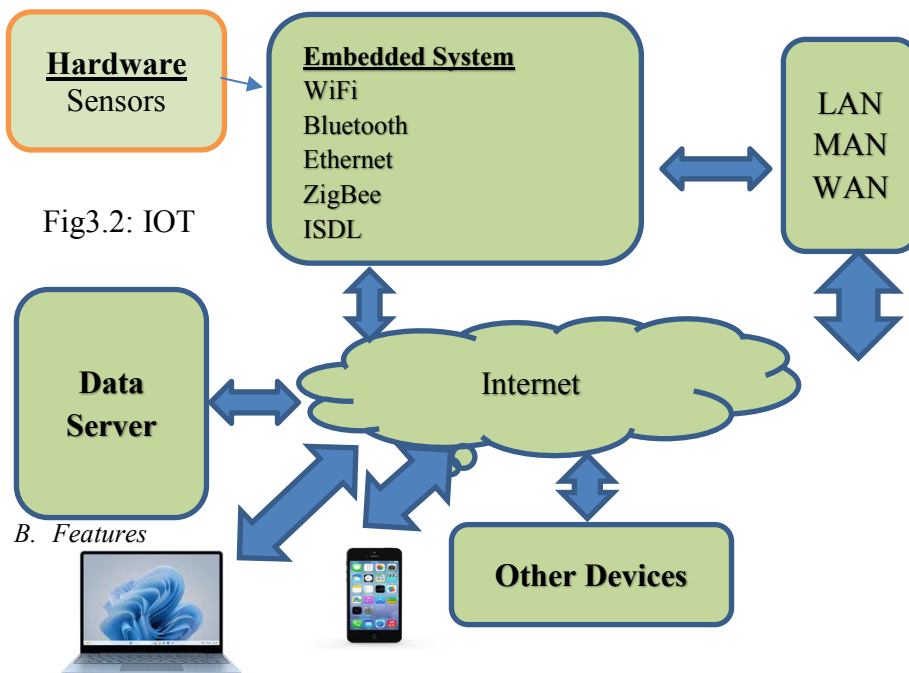 Hardware
Sensors
Embedded System
WiFi
Bluetooth
Ethernet
ZigBee
ISDL
LAN
MAN
WAN
Fig3.2: IOT
Data
Server
Internet
B. Features
Other Devices